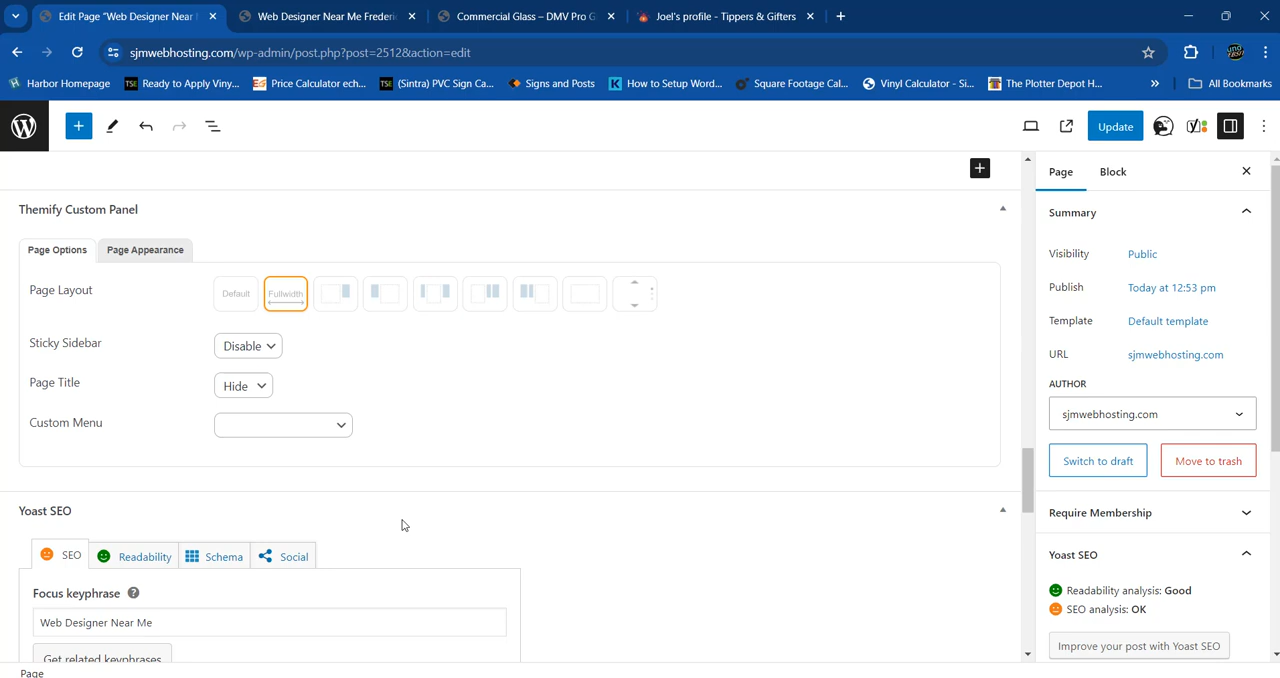 Edit Page “Web Designer Near
Web Designer Near Me Frederic
Commercial Glass – DMV Pro G
Joel's profile - Tippers & Gifters
sjmwebhosting.com/wp-admin/post.php?post=2512&action=edit
Harbor Homepage
TSE Ready to Apply Viny...
Price Calculator ech...
TSE (Sintra) PVC Sign Ca...
Signs and Posts
K How to Setup Word...
Square Footage Cal...
Vinyl Calculator - Si...
The Plotter Depot H...
All Bookmarks
Update
Page
Block
Themify Custom Panel
Page Options
Page Appearance
Page Layout
Default
Fullwidth
Sticky Sidebar
Disable
Page Title
Hide
Custom Menu
Yoast SEO
SEO
Readability
Schema
Social
Focus keyphrase
Web Designer Near Me
Get related keyphrases
Page
Summary
Visibility
Public
Publish
Today at 12:53 pm
Template
Default template
URL
sjmwebhosting.com
AUTHOR
sjmwebhosting.com
Switch to draft
Move to trash
Require Membership
Yoast SEO
Readability analysis: Good
SEO analysis: OK
Improve your post with Yoast SEO